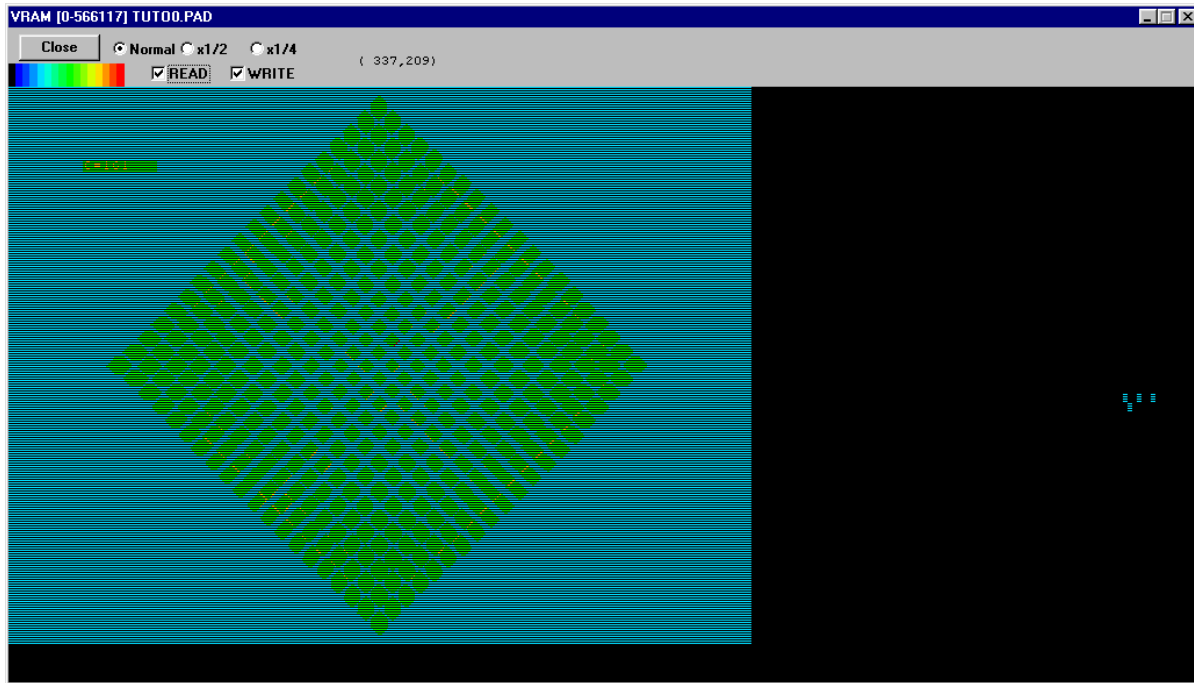 VRAM [0-566117] TUTO0.PAD
Close Normal x1/2 x1/4
( 337,209)
READ WRITE